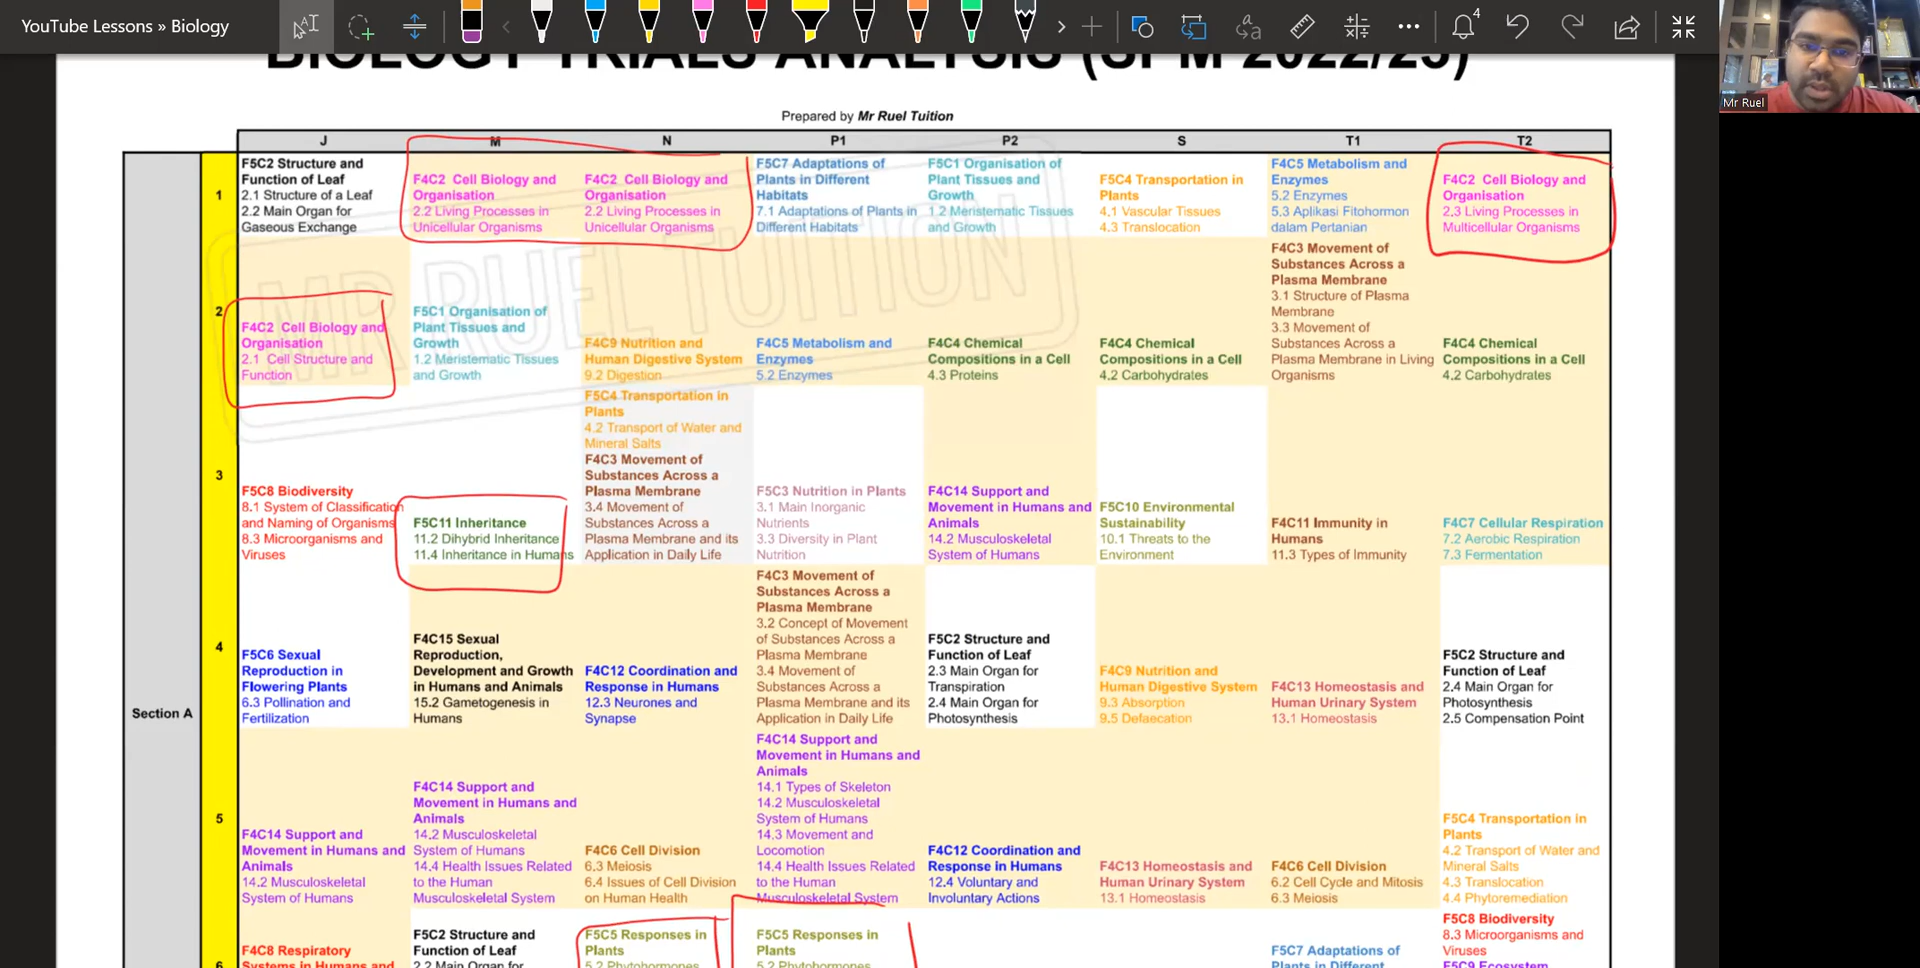 YouTube Lessons » Biology
4
Mr Ruel
BIOLOGY TRIALS ANALYSIS (SPM 2022/23)
Prepared by Mr Ruel Tuition
J
M
N
P1
P2
S
T1
T2
Section A
1
F5C2 Structure and
Function of Leaf
2.1 Structure of a Leaf
2.2 Main Organ for
Gaseous Exchange
F4C2 Cell Biology and
Organisation
2.2 Living Processes in
Unicellular Organisms
F4C2 Cell Biology and
Organisation
2.2 Living Processes in
Unicellular Organisms
F5C7 Adaptations of
Plants in Different
Habitats
7.1 Adaptations of Plants in
Different Habitats
F5C1 Organisation of
Plant Tissues and
Growth
1.2 Meristematic Tissues
and Growth
F5C4 Transportation in
Plants
4.1 Vascular Tissues
4.3 Translocation
F4C5 Metabolism and
Enzymes
5.2 Enzymes
5.3 Aplikasi Fitohormon
dalam Pertanian
F4C2 Cell Biology and
Organisation
2.3 Living Processes in
Multicellular Organisms
2
F4C2 Cell Biology and
Organisation
2.1 Cell Structure and
Function
F5C1 Organisation of
Plant Tissues and
Growth
1.2 Meristematic Tissues
and Growth
F4C9 Nutrition and
Human Digestive System
9.2 Digestion
F4C5 Metabolism and
Enzymes
5.2 Enzymes
F4C4 Chemical
Compositions in a Cell
4.3 Proteins
F4C4 Chemical
Compositions in a Cell
4.2 Carbohydrates
F4C3 Movement of
Substances Across a
Plasma Membrane
3.1 Structure of Plasma
Membrane
3.3 Movement of
Substances Across a
Plasma Membrane in Living
Organisms
F4C4 Chemical
Compositions in a Cell
4.2 Carbohydrates
3
F5C8 Biodiversity
8.1 System of Classification
and Naming of Organisms
8.3 Microorganisms and
Viruses
F5C11 Inheritance
11.2 Dihybrid Inheritance
11.4 Inheritance in Humans
F5C4 Transportation in
Plants
4.2 Transport of Water and
Mineral Salts
F4C3 Movement of
Substances Across a
Plasma Membrane
3.4 Movement of
Substances Across a
Plasma Membrane and its
Application in Daily Life
F5C3 Nutrition in Plants
3.1 Main Inorganic
Nutrients
3.3 Diversity in Plant
Nutrition
F4C14 Support and
Movement in Humans and
Animals
14.2 Musculoskeletal
System of Humans
F5C10 Environmental
Sustainability
10.1 Threats to the
Environment
F4C11 Immunity in
Humans
11.3 Types of Immunity
F4C7 Cellular Respiration
7.2 Aerobic Respiration
7.3 Fermentation
4
F5C6 Sexual
Reproduction in
Flowering Plants
6.3 Pollination and
Fertilization
F4C15 Sexual
Reproduction,
Development and Growth
in Humans and Animals
15.2 Gametogenesis in
Humans
F4C12 Coordination and
Response in Humans
12.3 Neurones and
Synapse
F4C3 Movement of
Substances Across a
Plasma Membrane
3.2 Concept of Movement
of Substances Across a
Plasma Membrane
3.4 Movement of
Substances Across a
Plasma Membrane and its
Application in Daily Life
F5C2 Structure and
Function of Leaf
2.3 Main Organ for
Transpiration
2.4 Main Organ for
Photosynthesis
F4C9 Nutrition and
Human Digestive System
9.3 Absorption
9.5 Defaecation
F4C13 Homeostasis and
Human Urinary System
13.1 Homeostasis
F5C2 Structure and
Function of Leaf
2.4 Main Organ for
Photosynthesis
2.5 Compensation Point
5
F4C14 Support and
Movement in Humans and
Animals
14.2 Musculoskeletal
System of Humans
F4C14 Support and
Movement in Humans and
Animals
14.2 Musculoskeletal
System of Humans
14.4 Health Issues Related
to the Human
Musculoskeletal System
F4C6 Cell Division
6.3 Meiosis
6.4 Issues of Cell Division
on Human Health
F4C14 Support and
Movement in Humans and
Animals
14.1 Types of Skeleton
14.2 Musculoskeletal
System of Humans
14.3 Movement and
Locomotion
14.4 Health Issues Related
to the Human
Musculoskeletal System
F4C12 Coordination and
Response in Humans
12.4 Voluntary and
Involuntary Actions
F4C13 Homeostasis and
Human Urinary System
13.1 Homeostasis
F4C6 Cell Division
6.2 Cell Cycle and Mitosis
6.3 Meiosis
F5C4 Transportation in
Plants
4.2 Transport of Water and
Mineral Salts
4.3 Translocation
4.4 Phytoremediation
6
F4C8 Respiratory
Systems in Humans and
F5C2 Structure and
Function of Leaf
2.2 Main Organ for
F5C5 Responses in
Plants
5.2 Phytohormones
F5C5 Responses in
Plants
5.2 Phytohormones
F5C7 Adaptations of
Plants in Different
F5C8 Biodiversity
8.3 Microorganisms and
Viruses
F5C9 Ecosystem
MR RUEL TUITION